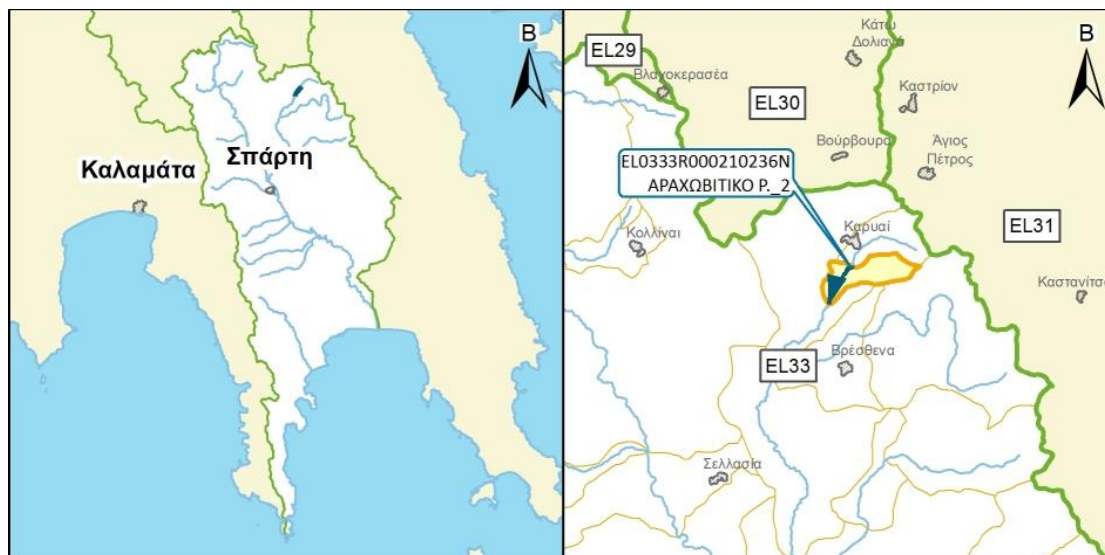 Β
Σπάρτη
Καλαμάτα
Β
EL29
Βλαχοκερασέα
Κάτω
Δολιανά
Καστρίον
EL30
Βούρβουρα
Άγιος
Πέτρος
EL0333R000210236N
ΑΡΑΧΩΒΙΤΙΚΟ Ρ._2
Κολλίναι
Καρυαί
EL31
Καστανίτσα
EL33
Βρέσθενα
Σελλασία